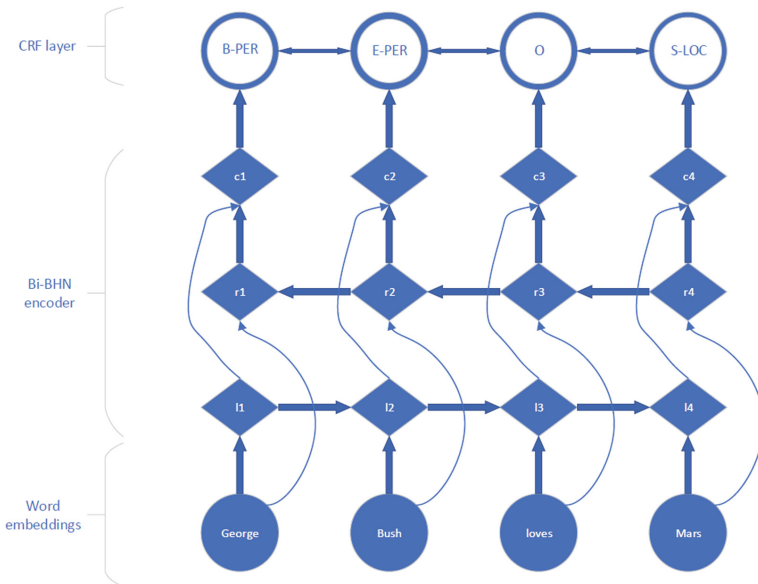 CRF layer
B-PER
E-PER
O
S-LOC
c1
c2
c3
c4
Bi-BHN
encoder
r1
r2
r3
r4
l1
l2
l3
l4
Word
embeddings
George
Bush
loves
Mars